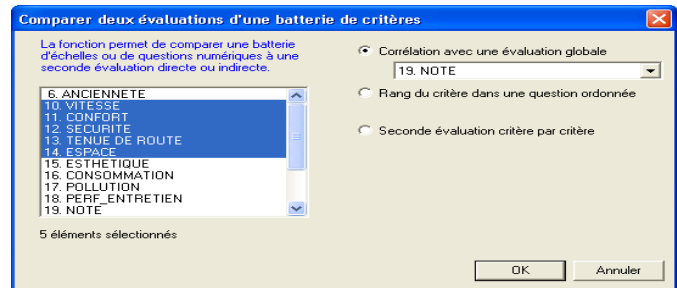 Comparer deux évaluations d'une batterie de critères
La fonction permet de comparer une batterie
d'échelles ou de questions numériques à une
seconde évaluation directe ou indirecte.
6. ANCIENNETE
10. VITESSE
11. CONFORT
12. SECURITE
13. TENUE DE ROUTE
14. ESPACE
15. ESTHETIQUE
16. CONSOMMATION
17. POLLUTION
18. PERF_ENTRETIEN
19. NOTE
5 éléments sélectionnés
Corrélation avec une évaluation globale
19. NOTE
Rang du critère dans une question ordonnée
Seconde évaluation critère par critère
OK
Annuler